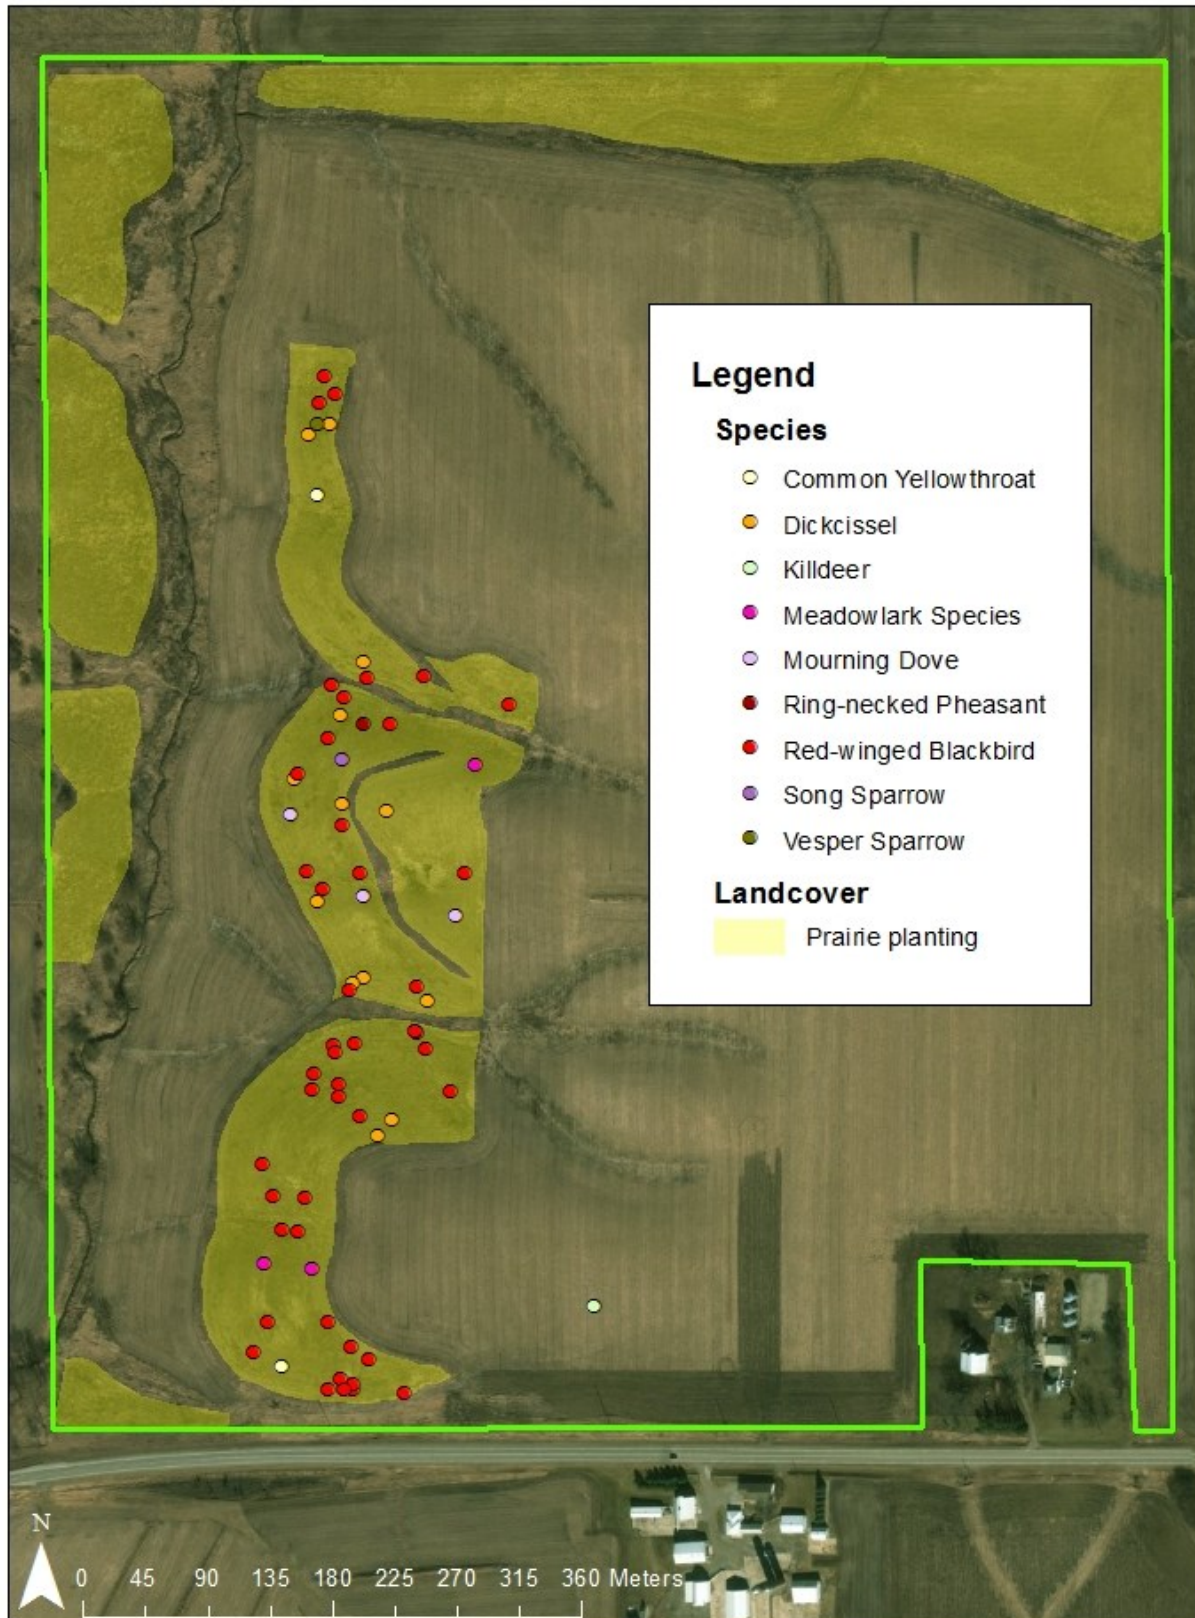 Legend
Species
Common Yellowthroat
Dickcissel
Killdeer
Meadowlark Species
Mourning Dove
Ring-necked Pheasant
Red-winged Blackbird
Song Sparrow
Vesper Sparrow
Landcover
Prairie planting
N
0 45 90 135 180 225 270 315 360 Meters